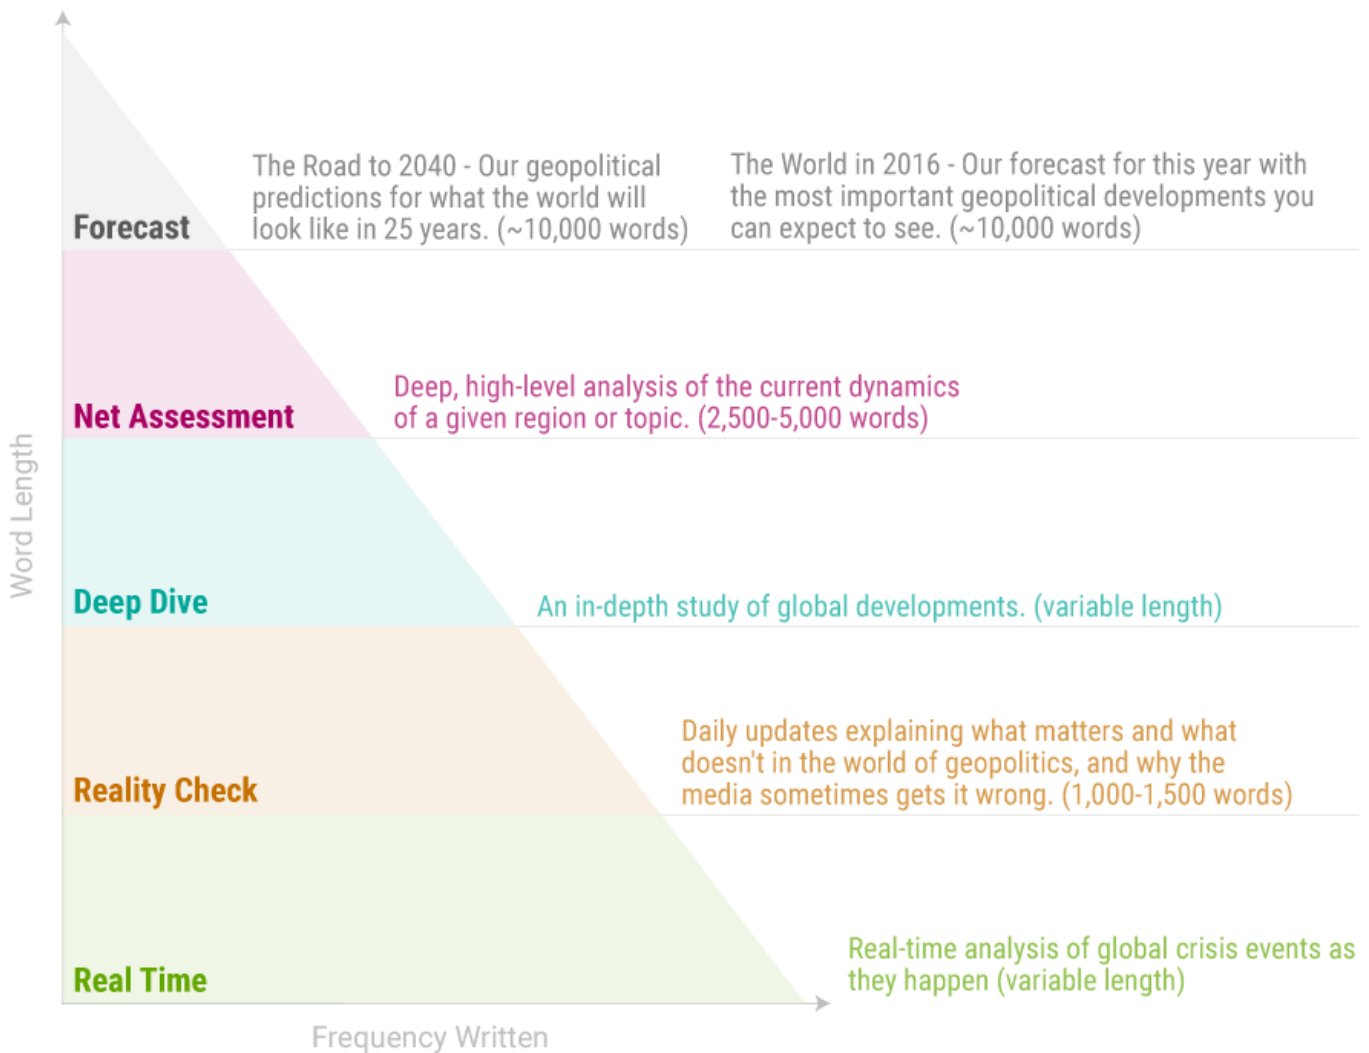 The Road to 2040 - Our geopolitical
predictions for what the world will
look like in 25 years. (~10,000 words)
The World in 2016 - Our forecast for this year with
the most important geopolitical developments you
can expect to see. (~10,000 words)
Forecast
Deep, high-level analysis of the current dynamics
of a given region or topic. (2,500-5,000 words)
Net Assessment
Word Length
Deep Dive
An in-depth study of global developments. (variable length)
Daily updates explaining what matters and what
doesn't in the world of geopolitics, and why the
media sometimes gets it wrong. (1,000-1,500 words)
Reality Check
Real-time analysis of global crisis events as
they happen (variable length)
Real Time
Frequency Written